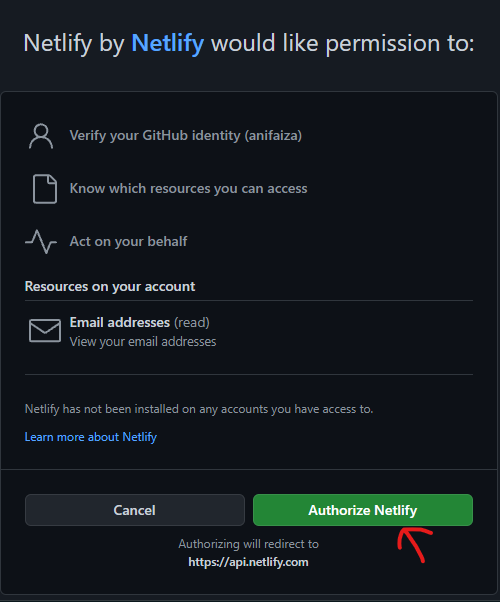 Netlify by Netlify would like permission to:
Verify your GitHub identity (anifaiza)
Know which resources you can access
Act on your behalf
Resources on your account
Email addresses (read)
View your email addresses
Netlify has not been installed on any accounts you have access to.
Learn more about Netlify
Cancel
Authorize Netlify
Authorizing will redirect to
https://api.netlify.com